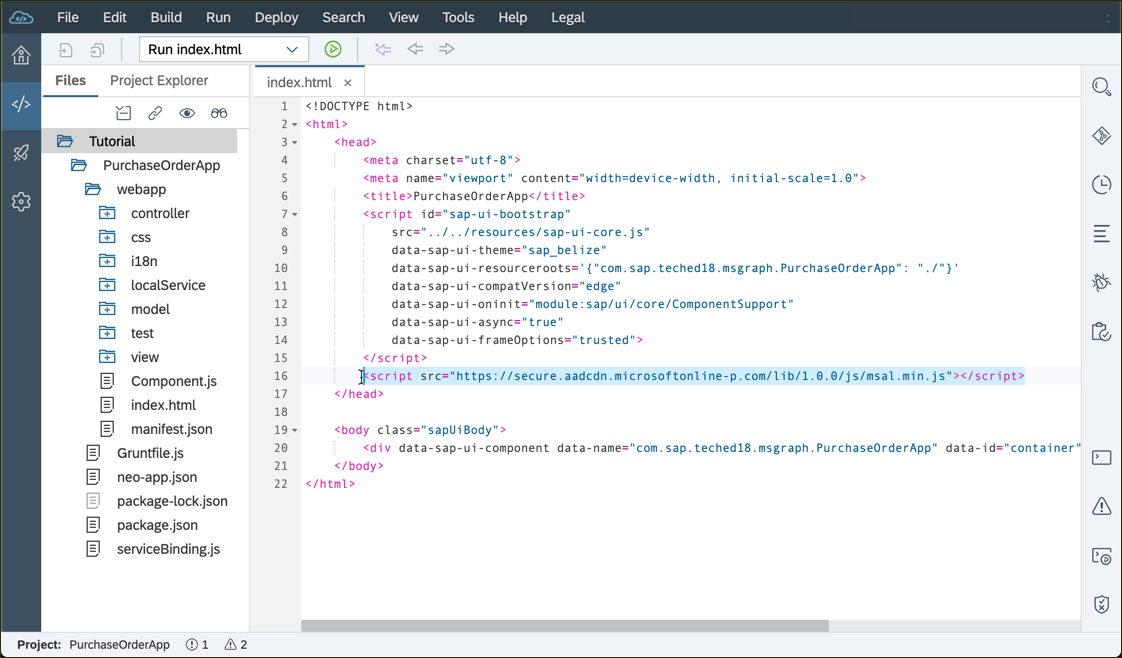 File Edit Build Run Deploy Search View Tools Help Legal
Run index.html
Files Project Explorer
Tutorial
PurchaseOrderApp
webapp
controller
css
i18n
localService
model
test
view
Component.js
index.html
manifest.json
Gruntfile.js
neo-app.json
package-lock.json
package.json
serviceBinding.js
index.html ×
1 <!DOCTYPE html>
2 <html>
3 <head>
4 <meta charset="utf-8">
5 <meta name="viewport" content="width=device-width, initial-scale=1.0">
6 <title>PurchaseOrderApp</title>
7 <script id="sap-ui-bootstrap"
8 src="../../resources/sap-ui-core.js"
9 data-sap-ui-theme="sap_belize"
10 data-sap-ui-resourceroots='{"com.sap.teched18.msgraph.PurchaseOrderApp": "./"}'
11 data-sap-ui-compatVersion="edge"
12 data-sap-ui-oninit="module:sap/ui/core/ComponentSupport"
13 data-sap-ui-async="true"
14 data-sap-ui-frameOptions="trusted">
15 </script>
16 <script src="https://secure.aadcdn.microsoftonline-p.com/lib/1.0.0/js/msal.min.js"></script>
17 </head>
18
19 <body class="sapUiBody">
20 <div data-sap-ui-component data-name="com.sap.teched18.msgraph.PurchaseOrderApp" data-id="container"
21 </body>
22 </html>
Project: PurchaseOrderApp 1 2